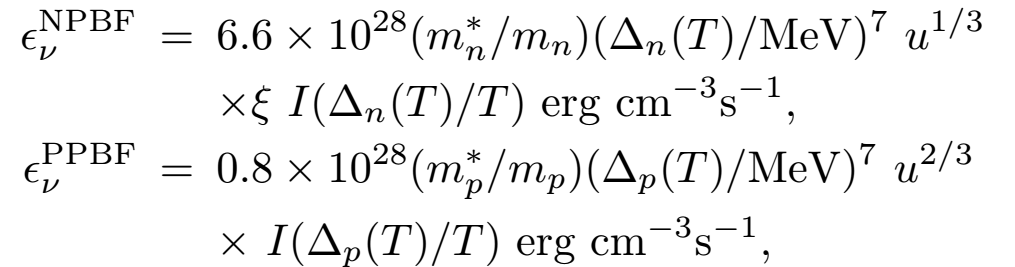 ϵ_ν^NPBF = 6.6 × 10^28 (m_n^*/m_n)(Δ_n(T)/MeV)^7 u^{1/3}
×ξ I(Δ_n(T)/T) erg cm^{−3}s^{−1},
ϵ_ν^PPBF = 0.8 × 10^28 (m_p^*/m_p)(Δ_p(T)/MeV)^7 u^{2/3}
× I(Δ_p(T)/T) erg cm^{−3}s^{−1},